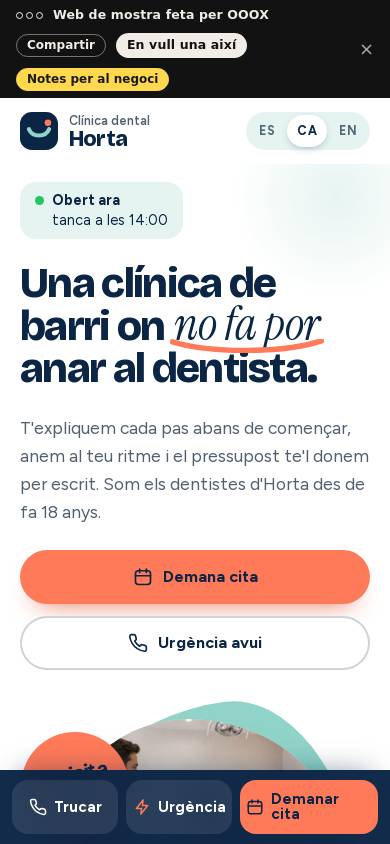 Web de mostra feta per OOOX
Compartir
En vull una així
Notes per al negoci
Clínica dental
Horta
ES
CA
EN
Obert ara
tanca a les 14:00
Una clínica de
barri on no fa por
anar al dentista.
T'expliquem cada pas abans de començar,
anem al teu ritme i el pressupost te'l donem
per escrit. Som els dentistes d'Horta des de
fa 18 anys.
Demana cita
Urgència avui
Trucar
Urgència
Demanar
cita